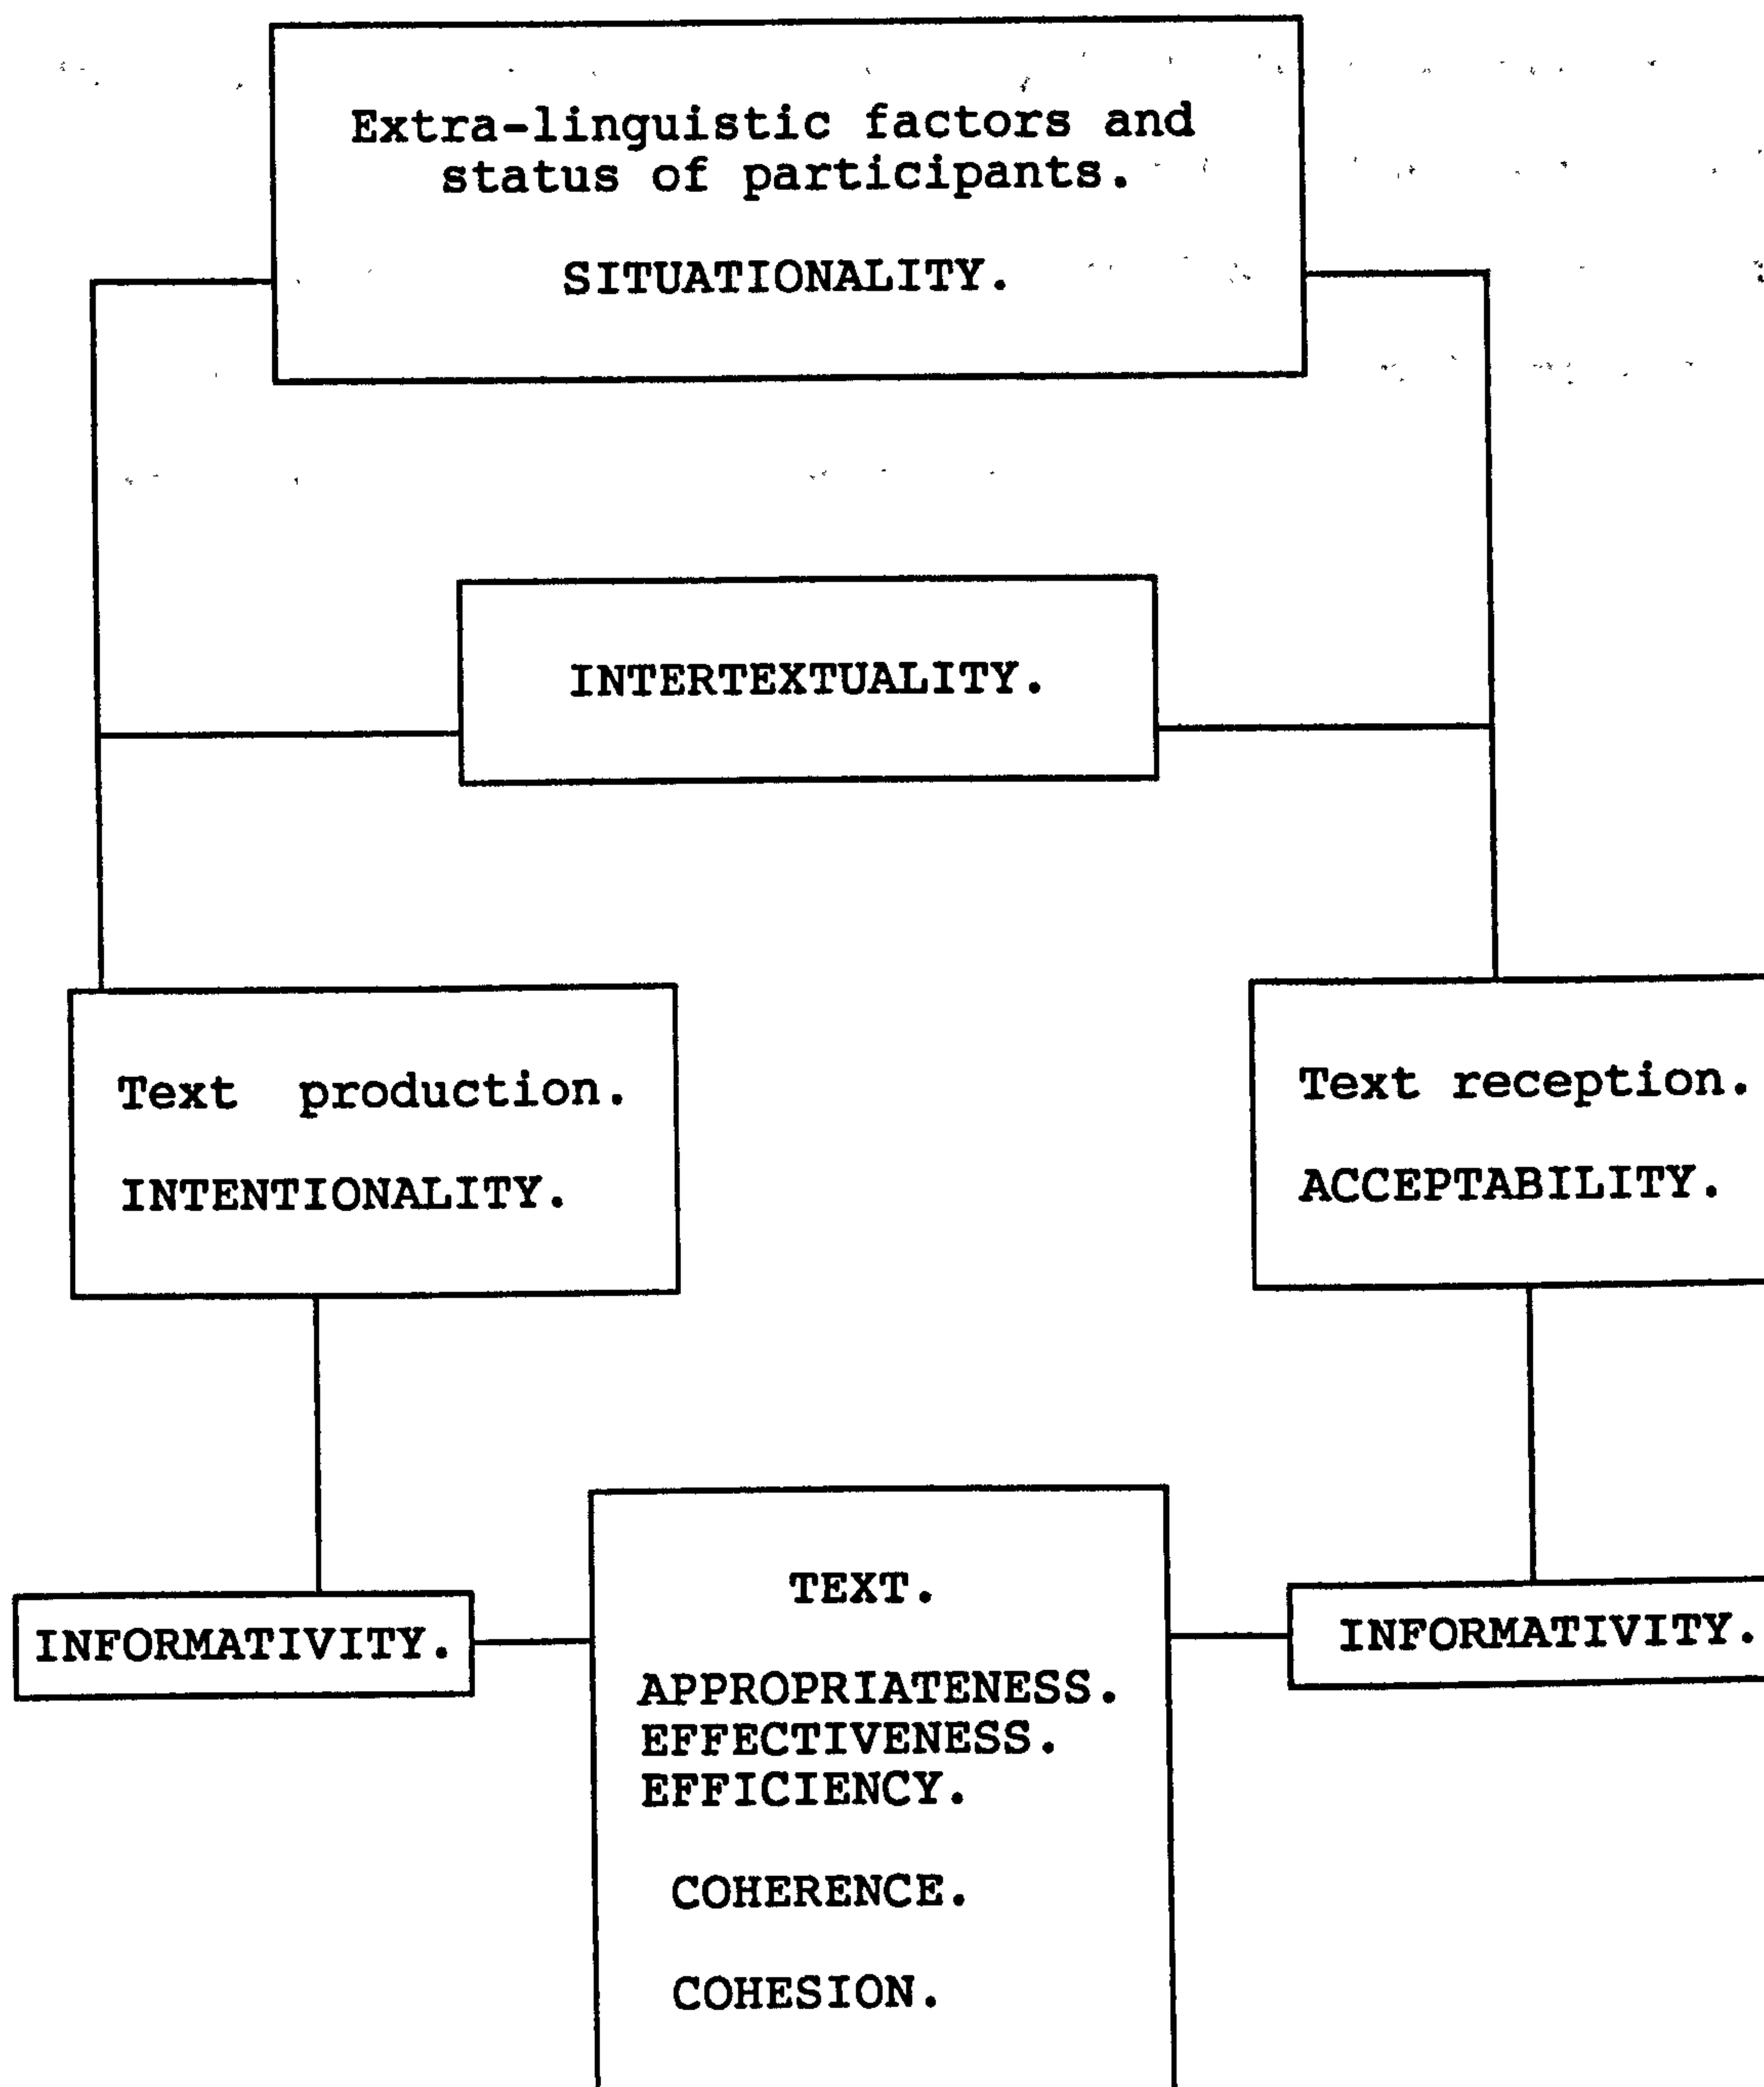 Extra-linguistic factors and
status of participants.
SITUATIONALITY.
INTERTEXTUALITY.
Text production.
INTENTIONALITY.
Text reception.
ACCEPTABILITY.
INFORMATIVITY.
TEXT.
APPROPRIATENESS.
EFFECTIVENESS.
EFFICIENCY.
COHERENCE.
COHESION.
INFORMATIVITY.